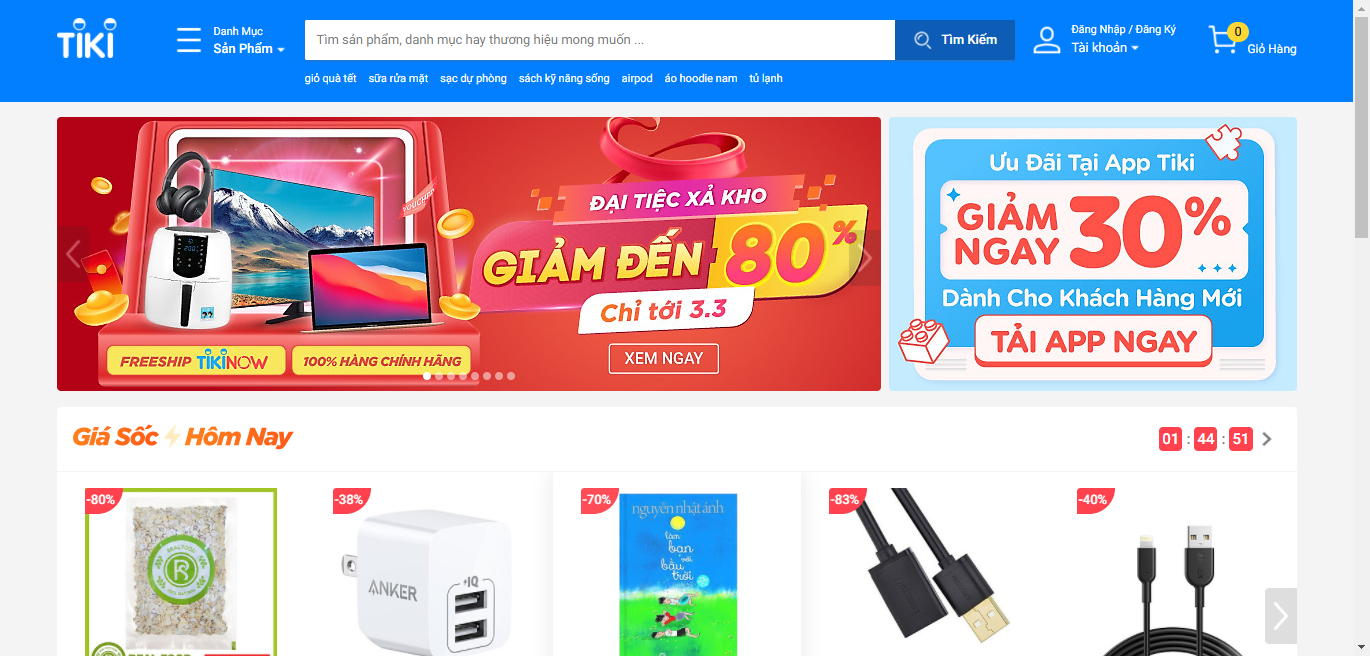 TIKI
Danh Mục
Sản Phẩm
Tìm sản phẩm, danh mục hay thương hiệu mong muốn ...
Tìm Kiếm
Đăng Nhập / Đăng Ký
Tài khoản
0
Giỏ Hàng
giỏ quà tết sữa rửa mặt sạc dự phòng sách kỹ năng sống airpod áo hoodie nam tủ lạnh
VOUCHER
ĐẠI TIỆC XẢ KHO
GIẢM ĐẾN 80%
Chỉ tới 3.3
XEM NGAY
FREESHIP TIKINOW
100% HÀNG CHÍNH HÃNG
Ưu Đãi Tại App Tiki
GIẢM
NGAY
30%
Dành Cho Khách Hàng Mới
TẢI APP NGAY
Giá Sốc Hôm Nay
01 : 44 : 51
-80%
-38%
-70%
-83%
-40%
REAL FOOD
R
ANKER
IQ
nguyễn nhật ánh
làm
bạn
với
bầu
trời